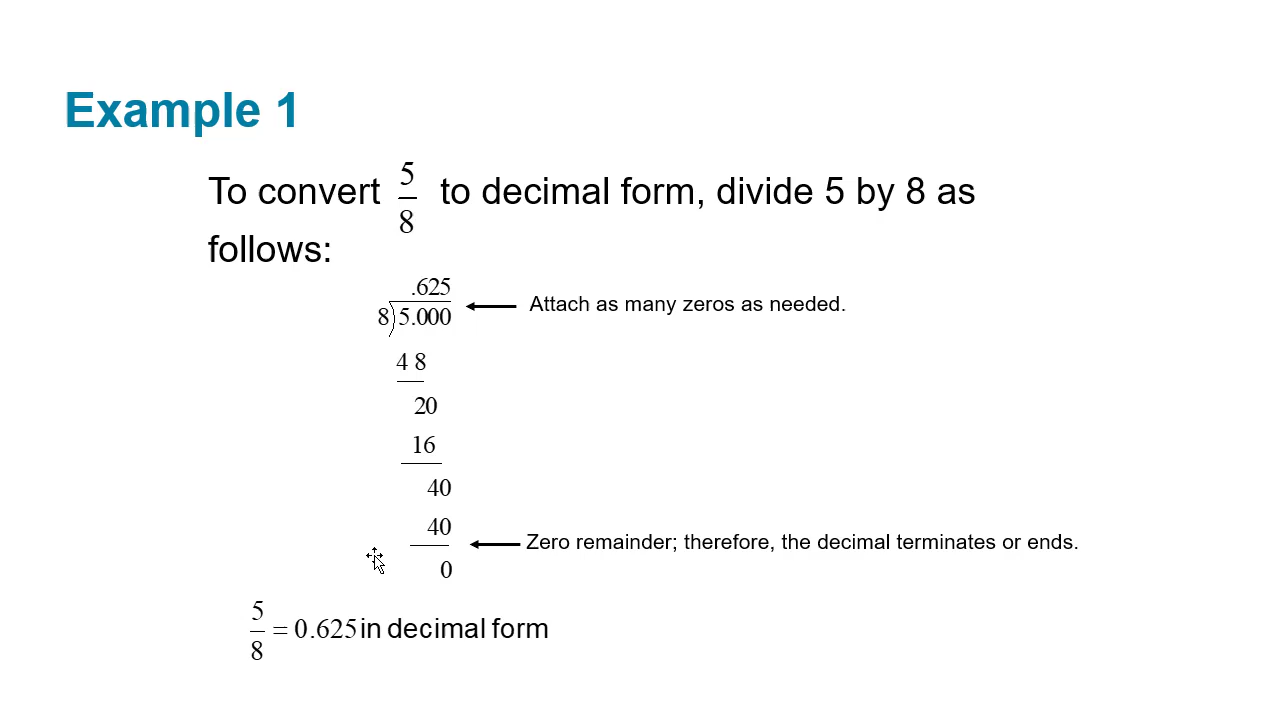 Example 1
To convert 5/8 to decimal form, divide 5 by 8 as
follows:
.625
8)5.000 Attach as many zeros as needed.
4 8
20
16
40
40 Zero remainder; therefore, the decimal terminates or ends.
0
5/8 = 0.625 in decimal form